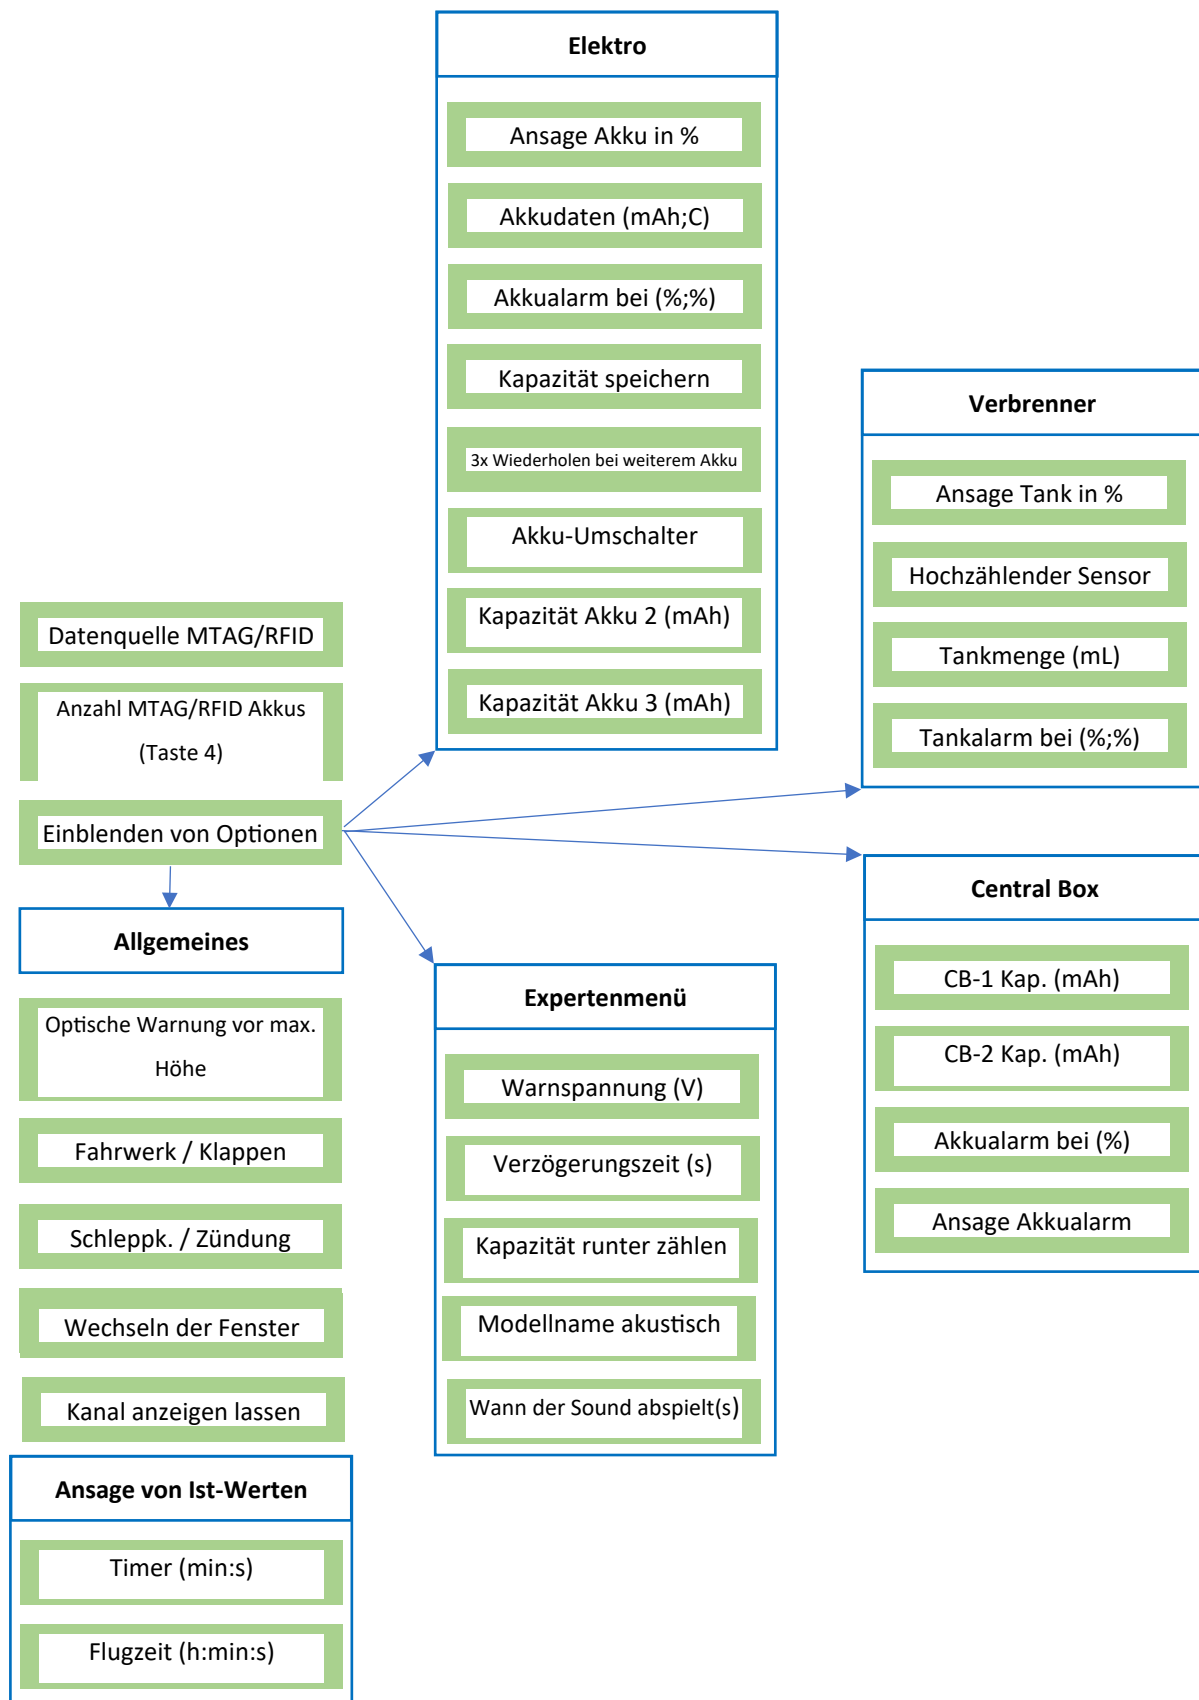 Elektro
Ansage Akku in %
Akkudaten (mAh;C)
Akkualarm bei (%;%)
Kapazität speichern
3x Wiederholen bei weiterem Akku
Akku-Umschalter
Kapazität Akku 2 (mAh)
Kapazität Akku 3 (mAh)
Verbrenner
Ansage Tank in %
Hochzählender Sensor
Tankmenge (mL)
Tankalarm bei (%;%)
Datenquelle MTAG/RFID
Anzahl MTAG/RFID Akkus
(Taste 4)
Einblenden von Optionen
Allgemeines
Optische Warnung vor max.
Höhe
Fahrwerk / Klappen
Schleppk. / Zündung
Wechseln der Fenster
Kanal anzeigen lassen
Ansage von Ist-Werten
Timer (min:s)
Flugzeit (h:min:s)
Expertenmenü
Warnspannung (V)
Verzögerungszeit (s)
Kapazität runter zählen
Modellname akustisch
Wann der Sound abspielt(s)
Central Box
CB-1 Kap. (mAh)
CB-2 Kap. (mAh)
Akkualarm bei (%)
Ansage Akkualarm